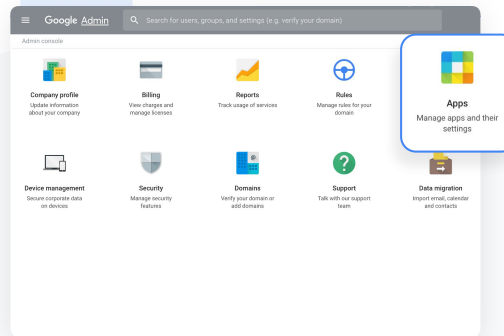 Google Admin
Search for users, groups, and settings (e.g. verify your domain)
Admin console
Company profile
Update information
about your company
Billing
View charges and
manage licenses
Reports
Track usage of services
Rules
Manage rules for your
domain
Apps
Manage apps and their
settings
Device management
Secure corporate data
on devices
Security
Manage security
features
Domains
Verify your domain or
add domains
Support
Talk with our support
team
Data migration
Import email, calendar
and contacts